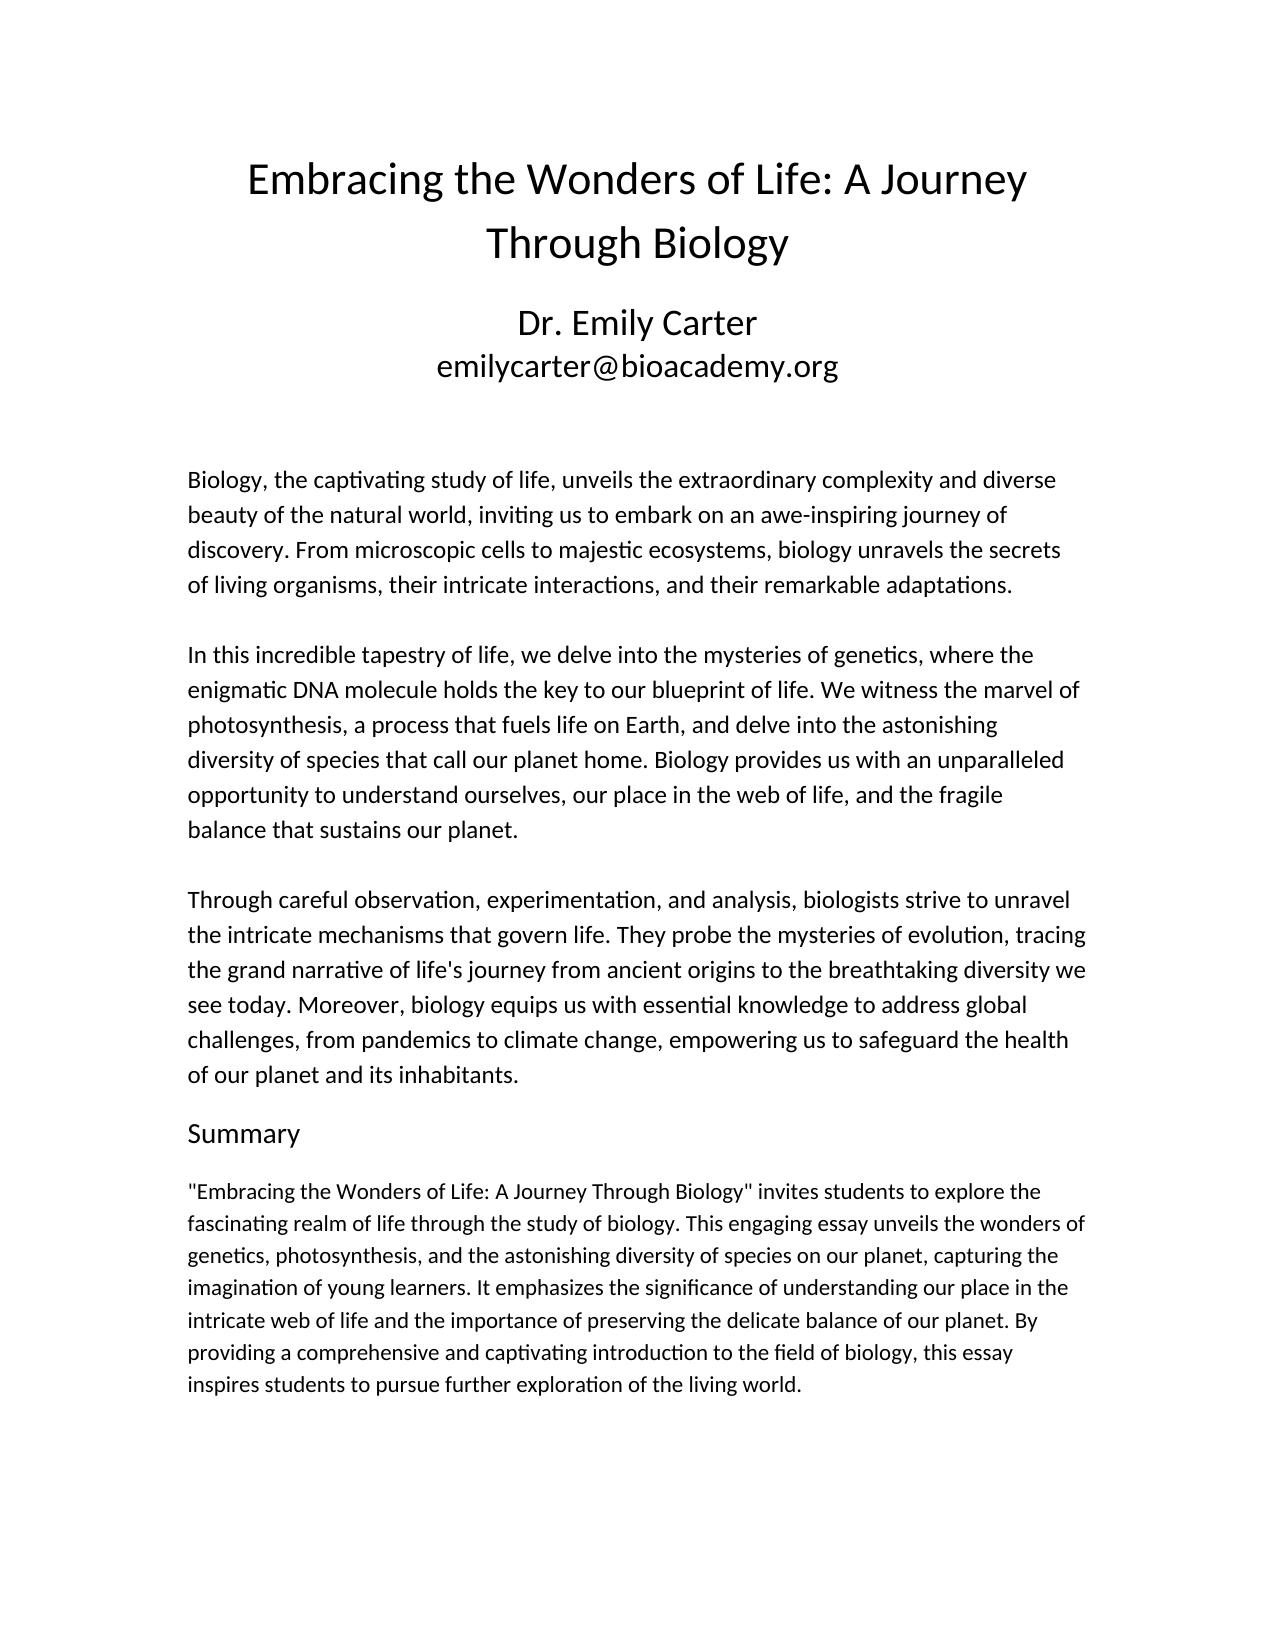 Embracing the Wonders of Life: A Journey
Through Biology
Dr. Emily Carter
emilycarter@bioacademy.org
Biology, the captivating study of life, unveils the extraordinary complexity and diverse
beauty of the natural world, inviting us to embark on an awe-inspiring journey of
discovery. From microscopic cells to majestic ecosystems, biology unravels the secrets
of living organisms, their intricate interactions, and their remarkable adaptations.
In this incredible tapestry of life, we delve into the mysteries of genetics, where the
enigmatic DNA molecule holds the key to our blueprint of life. We witness the marvel of
photosynthesis, a process that fuels life on Earth, and delve into the astonishing
diversity of species that call our planet home. Biology provides us with an unparalleled
opportunity to understand ourselves, our place in the web of life, and the fragile
balance that sustains our planet.
Through careful observation, experimentation, and analysis, biologists strive to unravel
the intricate mechanisms that govern life. They probe the mysteries of evolution, tracing
the grand narrative of life's journey from ancient origins to the breathtaking diversity we
see today. Moreover, biology equips us with essential knowledge to address global
challenges, from pandemics to climate change, empowering us to safeguard the health
of our planet and its inhabitants.
Summary
"Embracing the Wonders of Life: A Journey Through Biology" invites students to explore the
fascinating realm of life through the study of biology. This engaging essay unveils the wonders of
genetics, photosynthesis, and the astonishing diversity of species on our planet, capturing the
imagination of young learners. It emphasizes the significance of understanding our place in the
intricate web of life and the importance of preserving the delicate balance of our planet. By
providing a comprehensive and captivating introduction to the field of biology, this essay
inspires students to pursue further exploration of the living world.